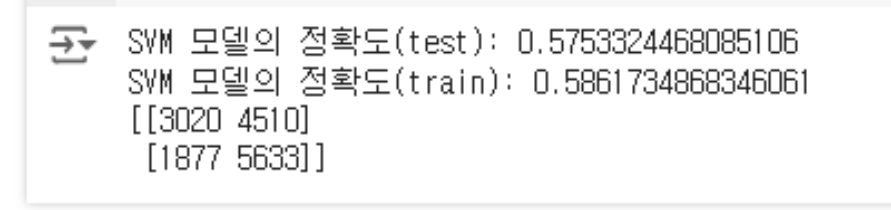 SVM 모델의 정확도(test): 0.5753324468085106
SVM 모델의 정확도(train): 0.5861734868346061
[[3020 4510]
 [1877 5633]]